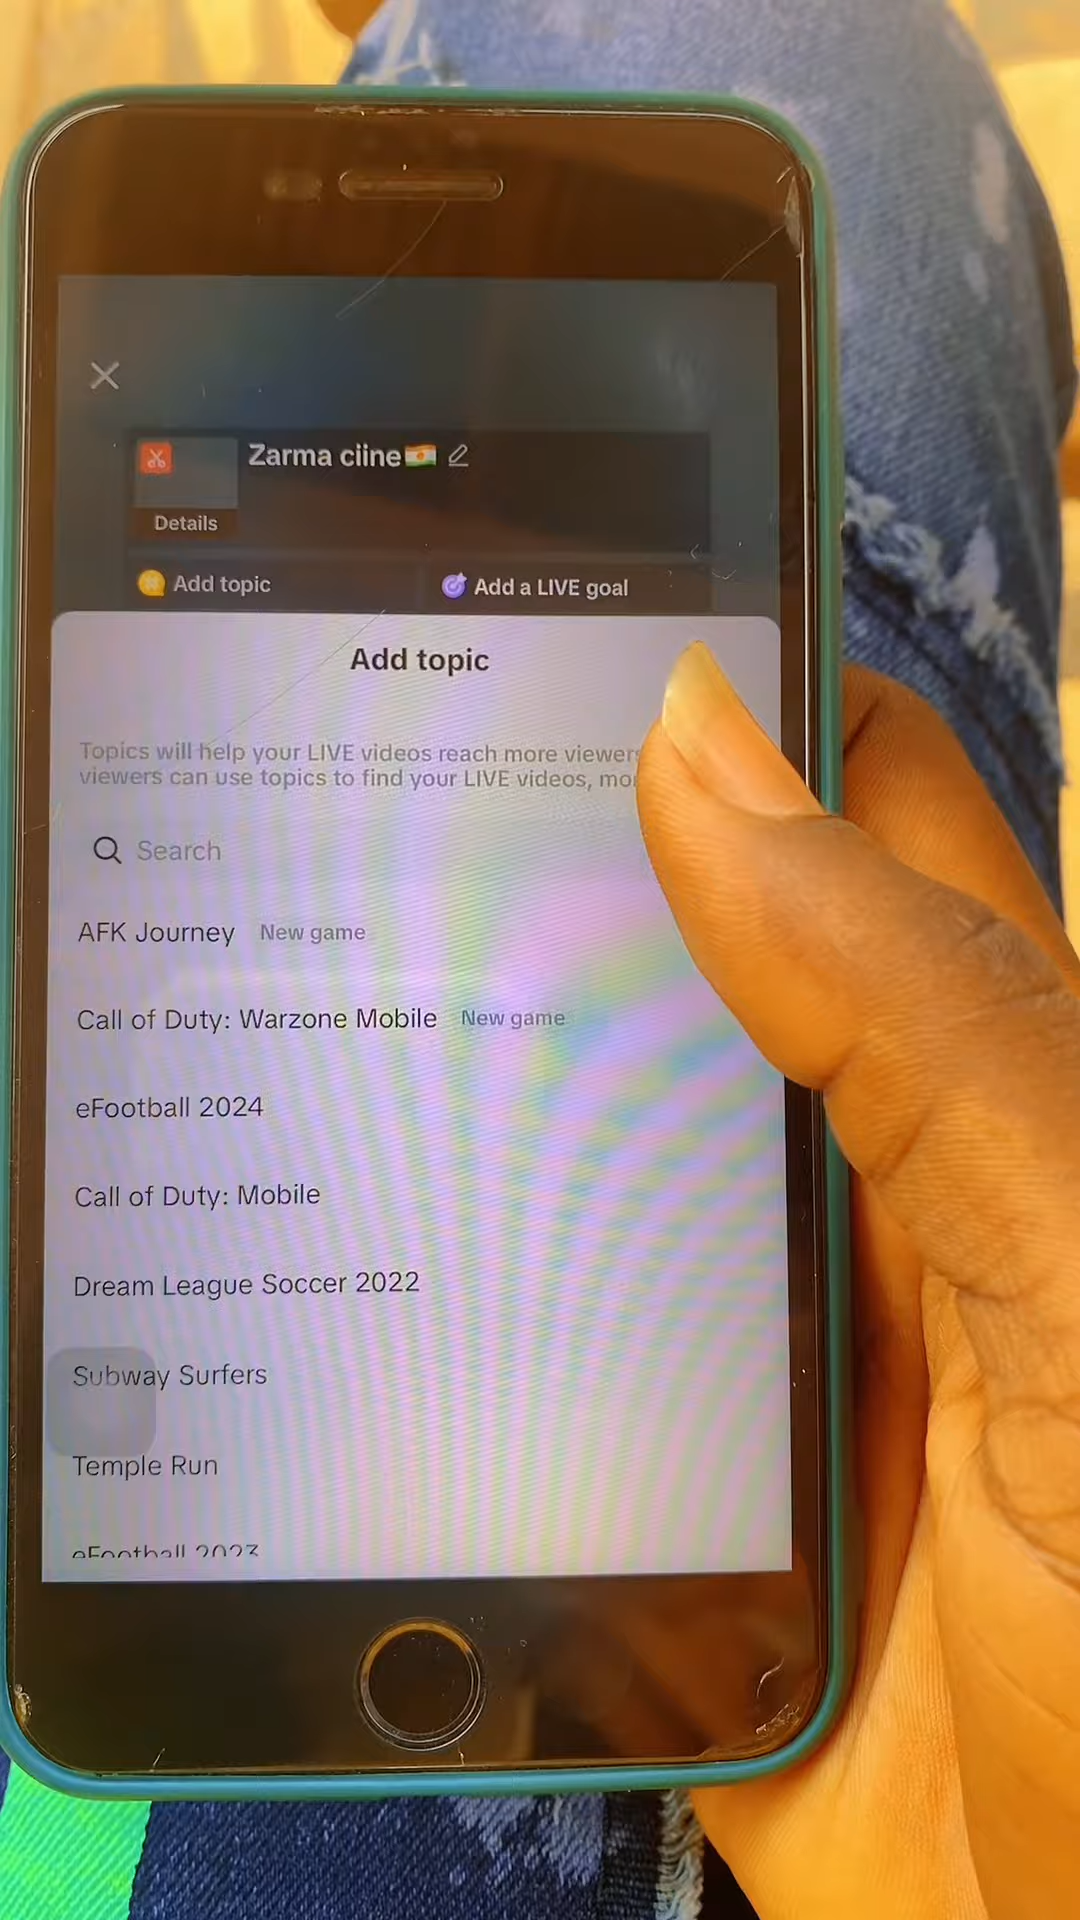 Zarma ciine
Details
Add topic
Add a LIVE goal
Add topic
Topics will help your LIVE videos reach more viewers
viewers can use topics to find your LIVE videos,
Search
AFK Journey New game
Call of Duty: Warzone Mobile New game
eFootball 2024
Call of Duty: Mobile
Dream League Soccer 2022
Subway Surfers
Temple Run
eFootball 2023